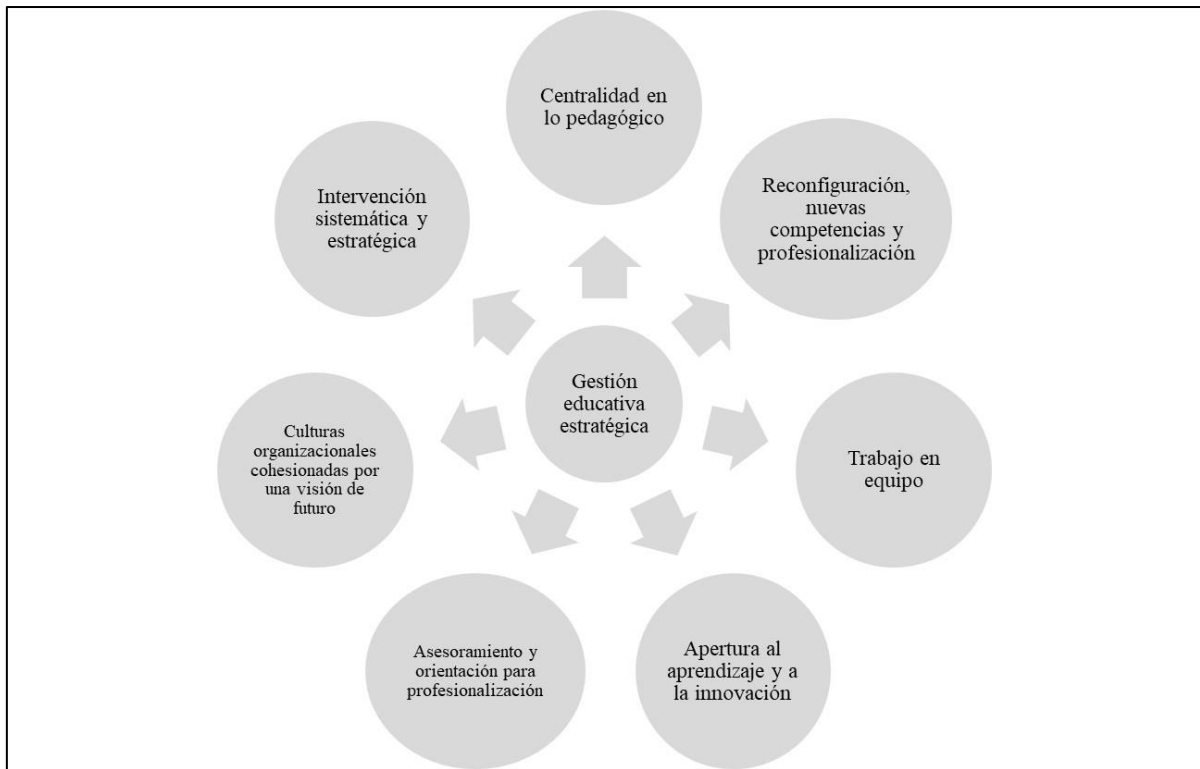 Centralidad en
lo pedagógico
Reconfiguración,
nuevas
competencias y
profesionalización
Trabajo en
equipo
Apertura al
aprendizaje y a
la innovación
Asesoramiento y
orientación para
profesionalización
Culturas
organizacionales
cohesionadas por
una visión de
futuro
Intervención
sistemática y
estratégica
Gestión
educativa
estratégica